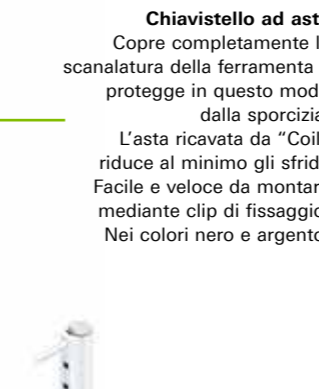 Chiavistello ad ast
Copre completamente l
scanalatura della ferramenta
protegge in questo mod
dalla sporcizia
L'asta ricavata da “Coil
riduce al minimo gli sfrid
Facile e veloce da montar
mediante clip di fissaggio
Nei colori nero e argento